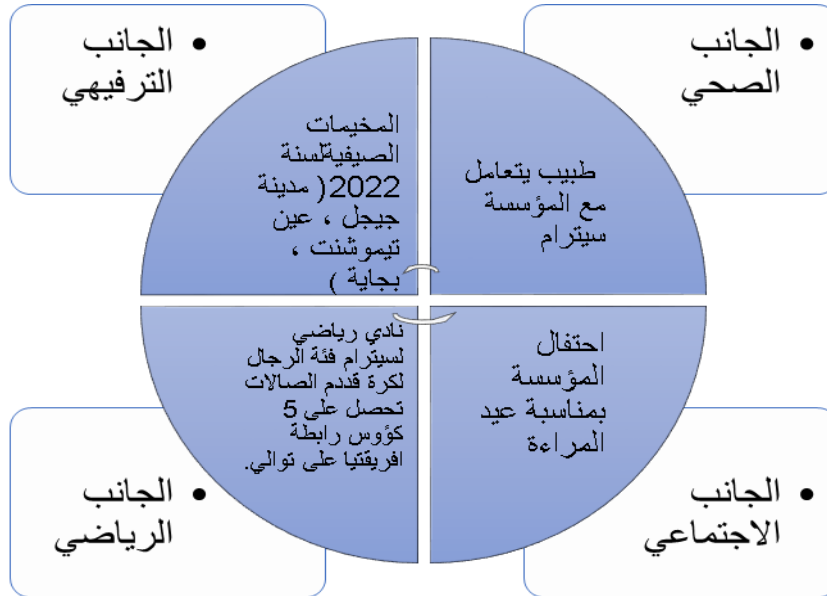 • الجانب
الصحي
طبيب يتعامل
مع المؤسسة
سيترام
• الجانب
الترفيهي
المخيمات
الصيفيةلسنة
2022( مدينة
جيجل ، عين
تيموشنت ،
بجاية )
• الجانب
الاجتماعي
احتفال
المؤسسة
بمناسبة عيد
المراءة
• الجانب
الرياضي
نادي رياضي
لسيترام فئة الرجال
لكرة قددم الصالات
تحصل على 5
كؤوس رابطة
افريقتيا على توالي.